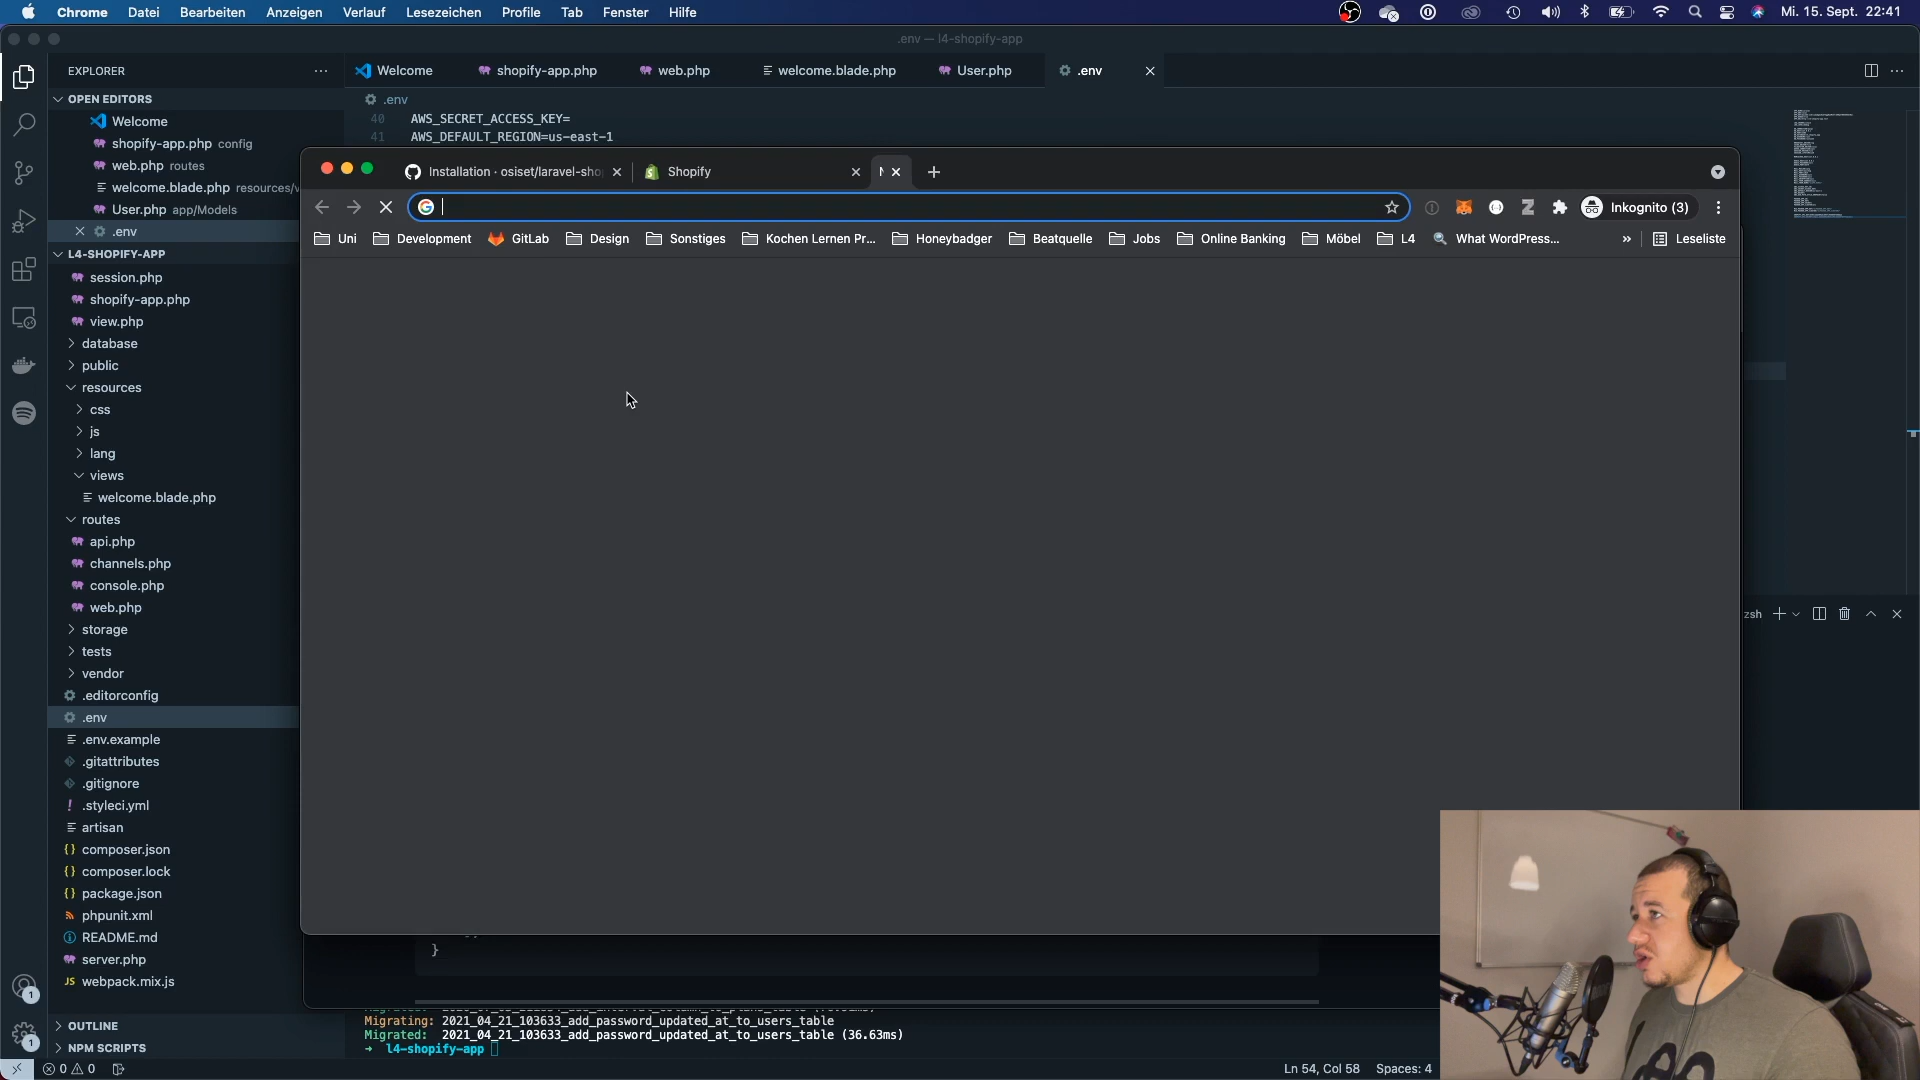 Chrome Datei Bearbeiten Anzeigen Verlauf Lesezeichen Profile Tab Fenster Hilfe Mi. 15. Sept. 22:41
.env — l4-shopify-app
EXPLORER
Welcome shopify-app.php web.php welcome.blade.php User.php .env
OPEN EDITORS
.env
Welcome
40 AWS_SECRET_ACCESS_KEY=
41 AWS_DEFAULT_REGION=us-east-1
shopify-app.php config
web.php routes
welcome.blade.php resources/v
User.php app/Models
.env
Installation · osiset/laravel-sho
Shopify
Inkognito (3)
Uni Development GitLab Design Sonstiges Kochen Lernen Pr... Honeybadger Beatquelle Jobs Online Banking Möbel L4 What WordPress... » Leseliste
L4-SHOPIFY-APP
session.php
shopify-app.php
view.php
database
public
resources
css
js
lang
views
welcome.blade.php
routes
api.php
channels.php
console.php
web.php
zsh
storage
tests
vendor
.editorconfig
.env
.env.example
.gitattributes
.gitignore
.styleci.yml
artisan
composer.json
composer.lock
package.json
phpunit.xml
README.md
server.php
JS webpack.mix.js
}
OUTLINE
NPM SCRIPTS
Migrating: 2021_04_21_103633_add_password_updated_at_to_users_table
Migrated: 2021_04_21_103633_add_password_updated_at_to_users_table (36.63ms)
→ l4-shopify-app
0 0
Ln 54, Col 58 Spaces: 4
1
1